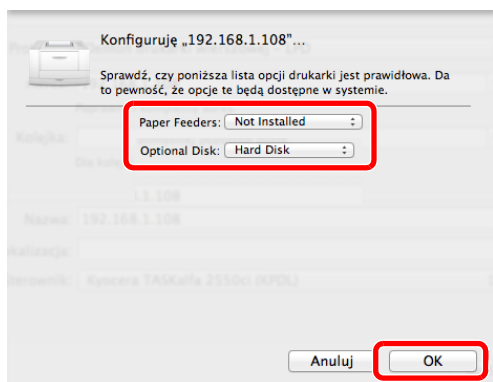 Konfiguruję „192.168.1.108"...
Sprawdź, czy poniższa lista opcji drukarki jest prawidłowa. Da
to pewność, że opcje te będą dostępne w systemie.
Paper Feeders: Not Installed
Optional Disk: Hard Disk
Kolejka:
.1.108
Nazwa: 192.168.1.108
kalizacja:
terownik: Kyocera TASKalfa 2550ci (KPDL)
Anuluj OK